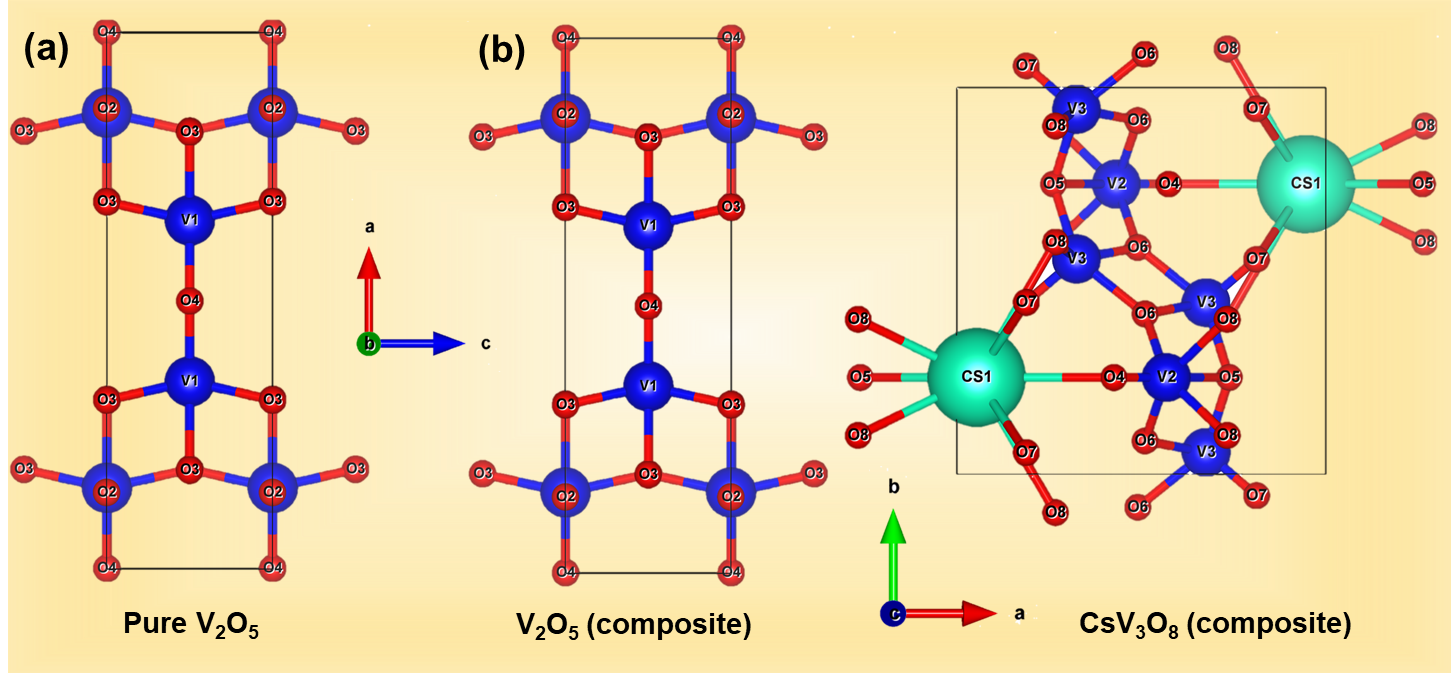 (a)
O4 O4
O2 O2
O3 O3 O3
O3 O3
V1
O4
V1
O3 O3
O3 O3 O3
O2 O2
O4 O4
Pure V₂O₅
a
b c
(b)
O4 O4
O2 O2
O3 O3 O3
O3 O3
V1
O4
V1
O3 O3
O3 O3 O3
O2 O2
O4 O4
V₂O₅ (composite)
O8
O7 O6
V3 O7
O8 O6 O8
O5 V2 O4 CS1 O5
O8 O6 O8
V3 O7
O7 O6 V3
O8 O8
O5 CS1 O4 V2 O5
O8 O6 O8
O7 V3
O8 O6 O7
b
c a
CsV₃O₈ (composite)